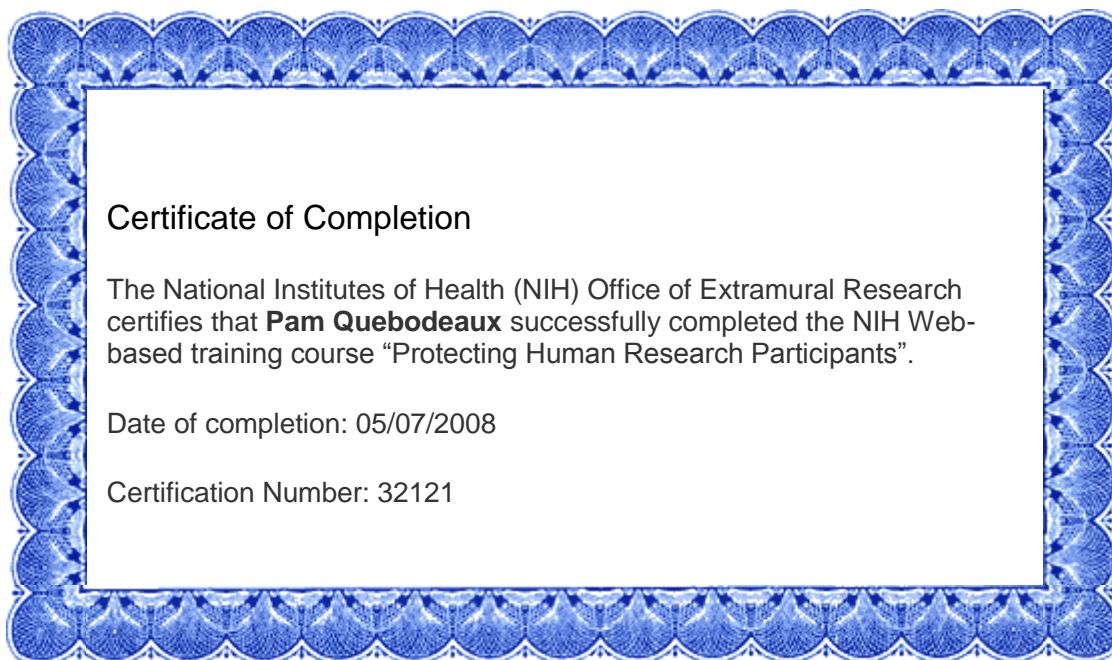 Certificate of Completion
The National Institutes of Health (NIH) Office of Extramural Research
certifies that Pam Quebodeaux successfully completed the NIH Web-
based training course “Protecting Human Research Participants”.
Date of completion: 05/07/2008
Certification Number: 32121